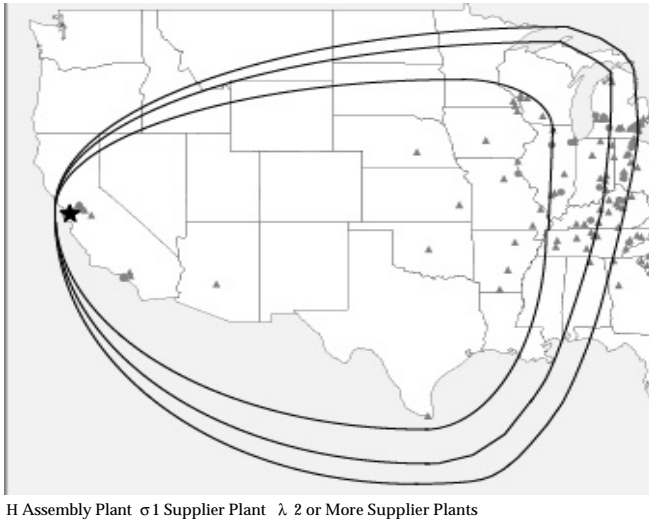 H Assembly Plant σ 1 Supplier Plant λ 2 or More Supplier Plants